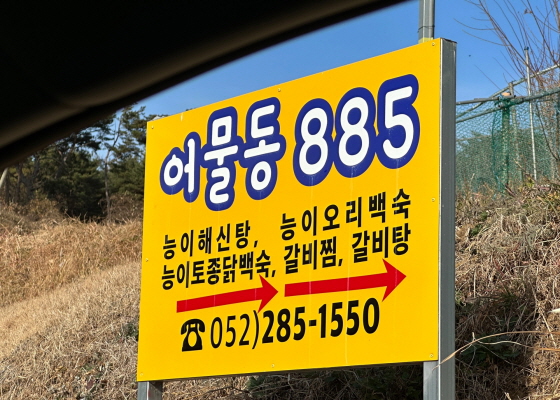 어물동 885
능이해신탕, 능이오리백숙
능이토종닭백숙, 갈비찜, 갈비탕
☎ 052)285-1550